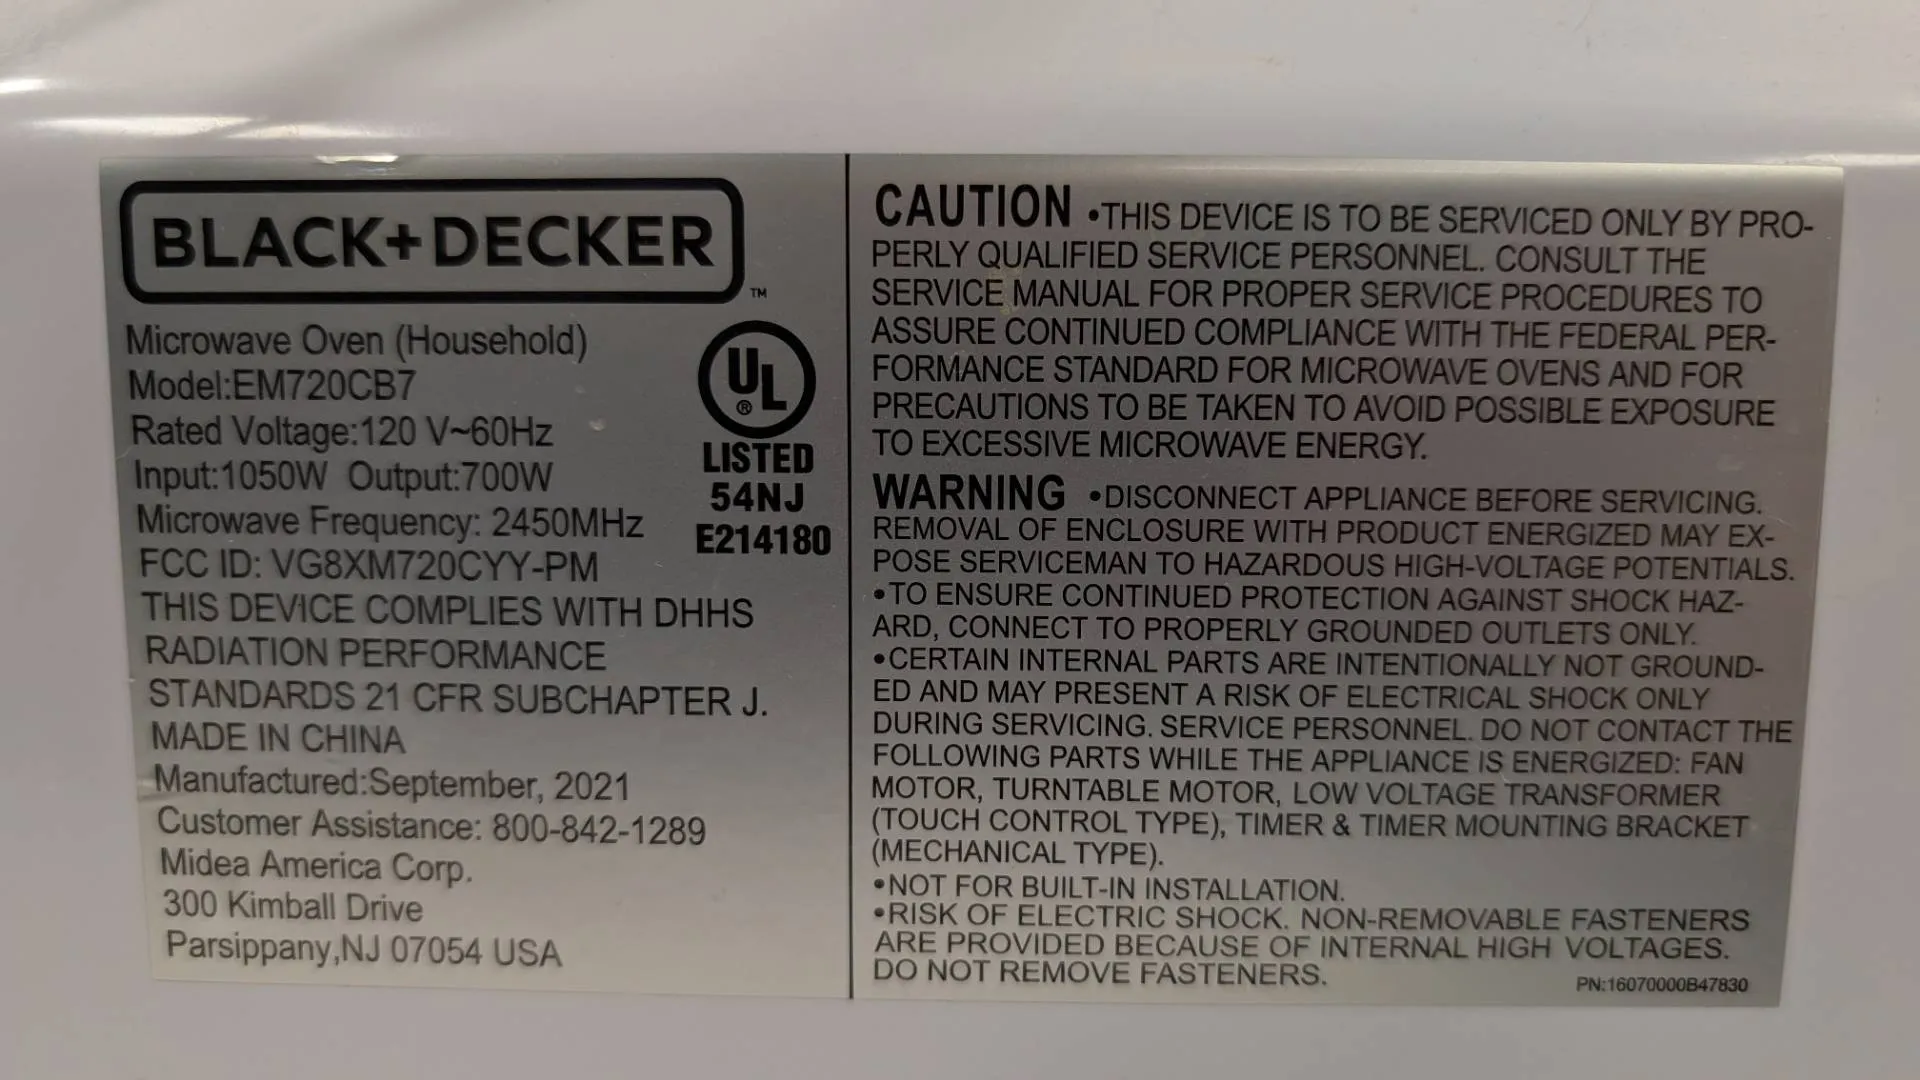 BLACK+DECKER
™
Microwave Oven (Household)
Model:EM720CB7
Rated Voltage:120 V~60Hz
Input:1050W Output:700W
Microwave Frequency: 2450MHz
FCC ID: VG8XM720CYY-PM
THIS DEVICE COMPLIES WITH DHHS
RADIATION PERFORMANCE
STANDARDS 21 CFR SUBCHAPTER J.
MADE IN CHINA
Manufactured:September, 2021
Customer Assistance: 800-842-1289
Midea America Corp.
300 Kimball Drive
Parsippany,NJ 07054 USA
UL
®
LISTED
54NJ
E214180
CAUTION •THIS DEVICE IS TO BE SERVICED ONLY BY PRO-
PERLY QUALIFIED SERVICE PERSONNEL. CONSULT THE
SERVICE MANUAL FOR PROPER SERVICE PROCEDURES TO
ASSURE CONTINUED COMPLIANCE WITH THE FEDERAL PER-
FORMANCE STANDARD FOR MICROWAVE OVENS AND FOR
PRECAUTIONS TO BE TAKEN TO AVOID POSSIBLE EXPOSURE
TO EXCESSIVE MICROWAVE ENERGY.
WARNING •DISCONNECT APPLIANCE BEFORE SERVICING.
REMOVAL OF ENCLOSURE WITH PRODUCT ENERGIZED MAY EX-
POSE SERVICEMAN TO HAZARDOUS HIGH-VOLTAGE POTENTIALS.
•TO ENSURE CONTINUED PROTECTION AGAINST SHOCK HAZ-
ARD, CONNECT TO PROPERLY GROUNDED OUTLETS ONLY.
•CERTAIN INTERNAL PARTS ARE INTENTIONALLY NOT GROUND-
ED AND MAY PRESENT A RISK OF ELECTRICAL SHOCK ONLY
DURING SERVICING. SERVICE PERSONNEL. DO NOT CONTACT THE
FOLLOWING PARTS WHILE THE APPLIANCE IS ENERGIZED: FAN
MOTOR, TURNTABLE MOTOR, LOW VOLTAGE TRANSFORMER
(TOUCH CONTROL TYPE), TIMER & TIMER MOUNTING BRACKET
(MECHANICAL TYPE).
•NOT FOR BUILT-IN INSTALLATION.
•RISK OF ELECTRIC SHOCK. NON-REMOVABLE FASTENERS
ARE PROVIDED BECAUSE OF INTERNAL HIGH VOLTAGES.
DO NOT REMOVE FASTENERS.
PN:16070000B47830